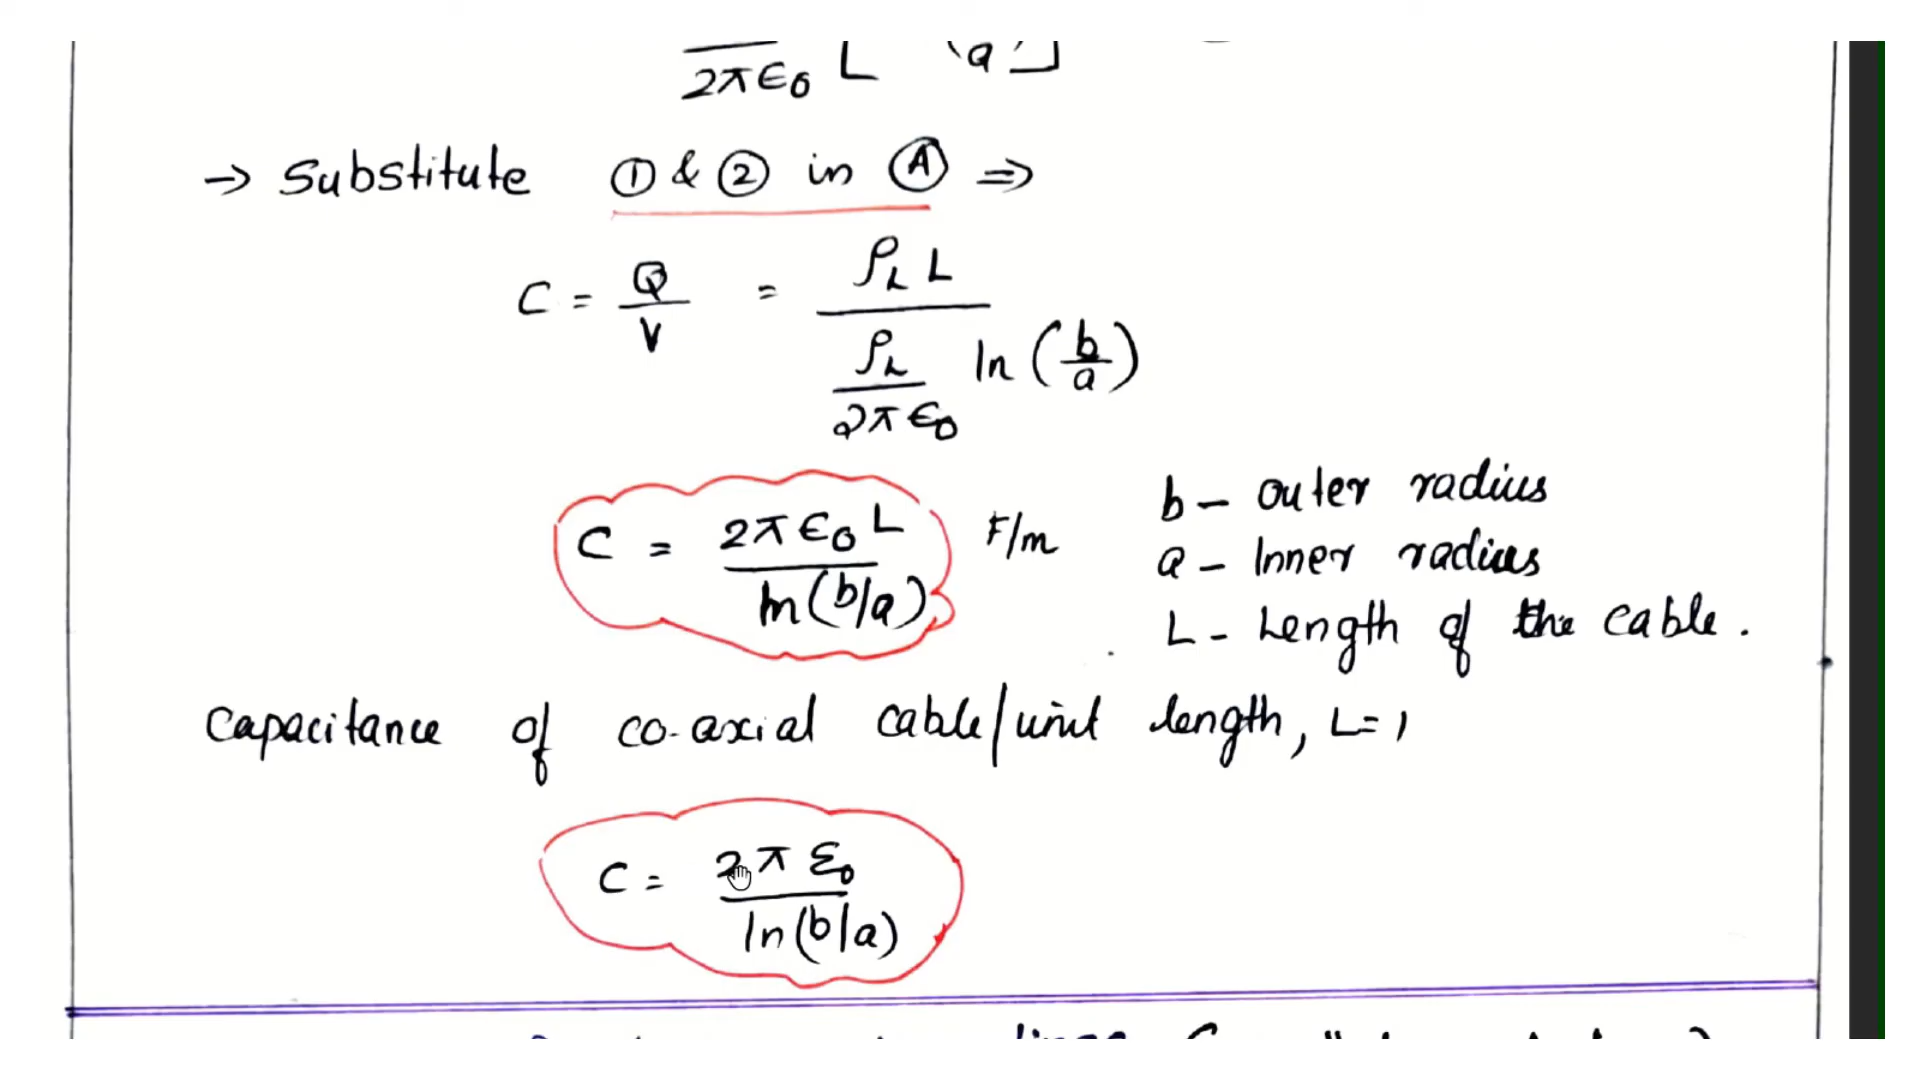 2πϵ0 L (a)]
→ Substitute ① & ② in Ⓐ ⇒
C = Q/V = ρL L / (ρL/2πϵ0 ln(b/a))
C = 2πϵ0 L / ln(b/a) F/m
b – outer radius
a – Inner radius
L – Length of the cable.
Capacitance of co-axial cable/unit length, L=1
C = 2πε0 / ln(b/a)